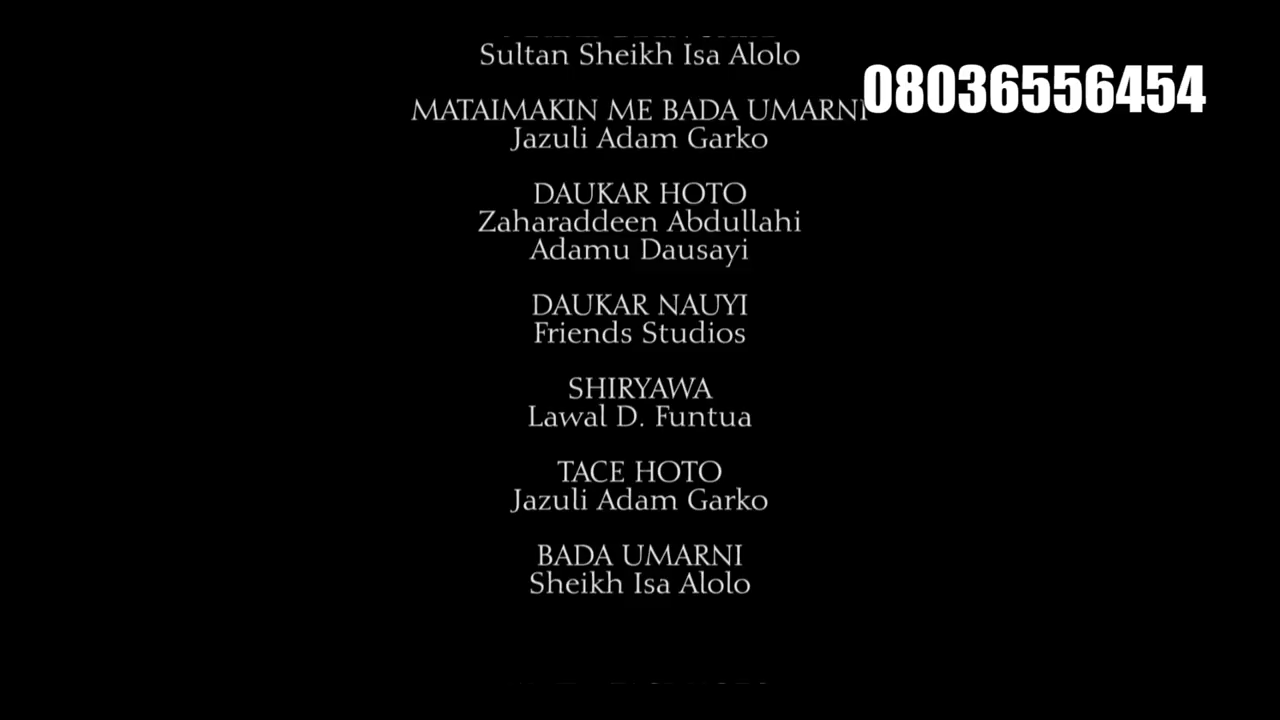 Sultan Sheikh Isa Alolo
08036556454
MATAIMAKIN ME BADA UMARNI
Jazuli Adam Garko
DAUKAR HOTO
Zaharaddeen Abdullahi
Adamu Dausayi
DAUKAR NAUYI
Friends Studios
SHIRYAWA
Lawal D. Funtua
TACE HOTO
Jazuli Adam Garko
BADA UMARNI
Sheikh Isa Alolo